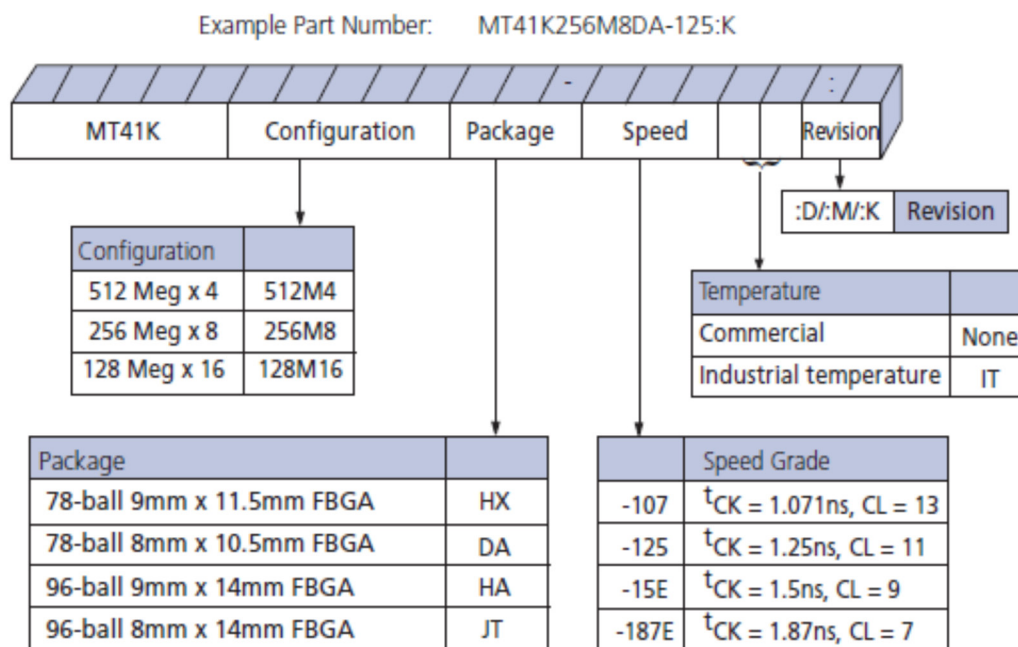 Example Part Number: MT41K256M8DA-125:K
- :
MT41K Configuration Package Speed Revision
:D/:M/:K Revision
Configuration
512 Meg x 4 512M4
256 Meg x 8 256M8
128 Meg x 16 128M16
Temperature
Commercial None
Industrial temperature IT
Package
78-ball 9mm x 11.5mm FBGA HX
78-ball 8mm x 10.5mm FBGA DA
96-ball 9mm x 14mm FBGA HA
96-ball 8mm x 14mm FBGA JT
Speed Grade
-107 tCK = 1.071ns, CL = 13
-125 tCK = 1.25ns, CL = 11
-15E tCK = 1.5ns, CL = 9
-187E tCK = 1.87ns, CL = 7